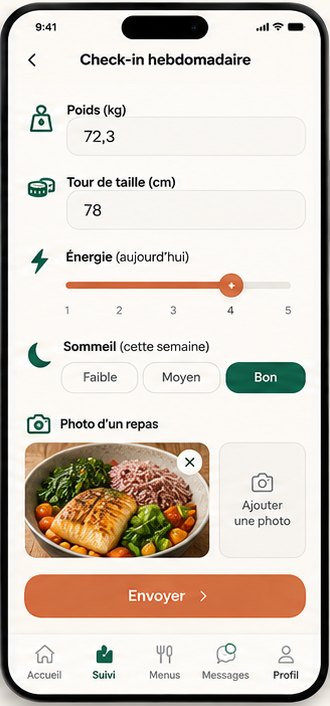 9:41
Check-in hebdomadaire
Poids (kg)
72,3
Tour de taille (cm)
78
Énergie (aujourd'hui)
1 2 3 4 5
Sommeil (cette semaine)
Faible Moyen Bon
Photo d'un repas
Ajouter
une photo
Envoyer
Accueil Suivi Menus Messages Profil